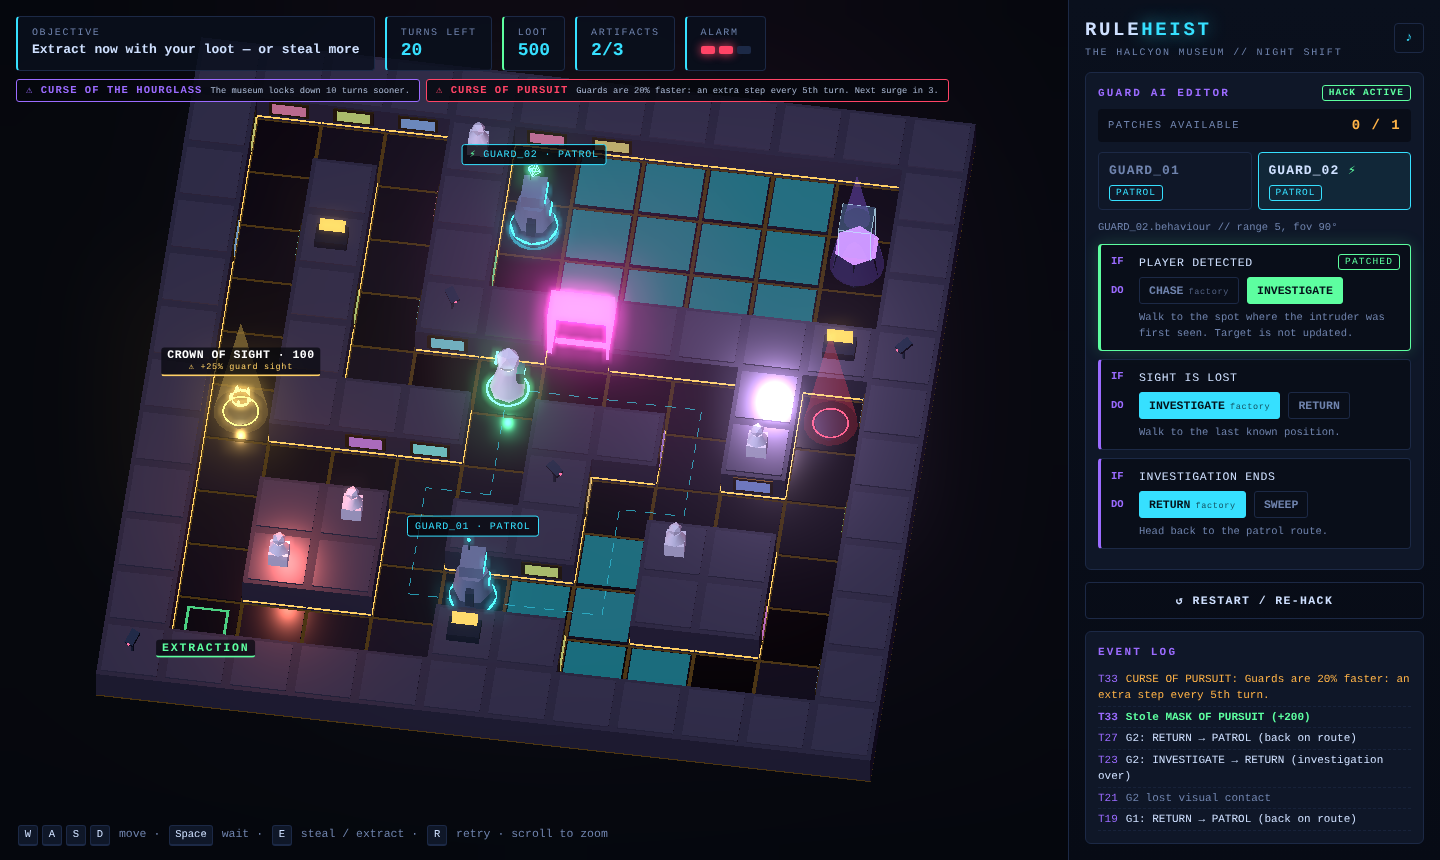 OBJECTIVE
Extract now with your loot — or steal more
TURNS LEFT
20
LOOT
500
ARTIFACTS
2/3
ALARM
⚠ CURSE OF THE HOURGLASS The museum locks down 10 turns sooner.
⚠ CURSE OF PURSUIT Guards are 20% faster: an extra step every 5th turn. Next surge in 3.
⚡ GUARD_02 · PATROL
CROWN OF SIGHT · 100
⚠ +25% guard sight
GUARD_01 · PATROL
EXTRACTION
W A S D move · Space wait · E steal / extract · R retry · scroll to zoom
RULEHEIST
THE HALCYON MUSEUM // NIGHT SHIFT
♪
GUARD AI EDITOR
HACK ACTIVE
PATCHES AVAILABLE
0 / 1
GUARD_01
PATROL
GUARD_02 ⚡
PATROL
GUARD_02.behaviour // range 5, fov 90°
IF PLAYER DETECTED
PATCHED
DO CHASE factory INVESTIGATE
Walk to the spot where the intruder was
first seen. Target is not updated.
IF SIGHT IS LOST
DO INVESTIGATE factory RETURN
Walk to the last known position.
IF INVESTIGATION ENDS
DO RETURN factory SWEEP
Head back to the patrol route.
↺ RESTART / RE-HACK
EVENT LOG
T33 CURSE OF PURSUIT: Guards are 20% faster: an
extra step every 5th turn.
T33 Stole MASK OF PURSUIT (+200)
T27 G2: RETURN → PATROL (back on route)
T23 G2: INVESTIGATE → RETURN (investigation
over)
T21 G2 lost visual contact
T19 G1: RETURN → PATROL (back on route)